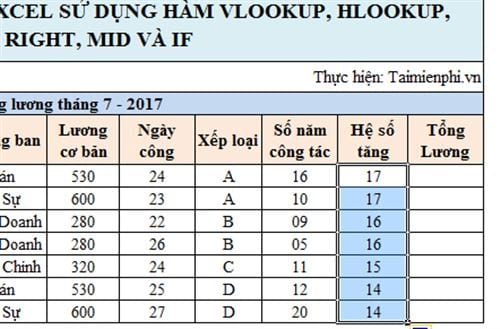 XCEL SỬ DỤNG HÀM VLOOKUP, HLOOKUP,
RIGHT, MID VÀ IF
Thực hiện: Taimienphi.vn
ng lương tháng 7 - 2017
ng ban Lương cơ bản Ngày công Xếp loại Số năm công tác Hệ số tăng Tổng Lương
án 530 24 A 16 17
Sự 600 23 A 10 17
Doanh 280 22 B 09 16
Doanh 280 26 B 05 16
Chinh 320 24 C 11 15
án 530 25 D 12 14
Sự 600 27 D 20 14